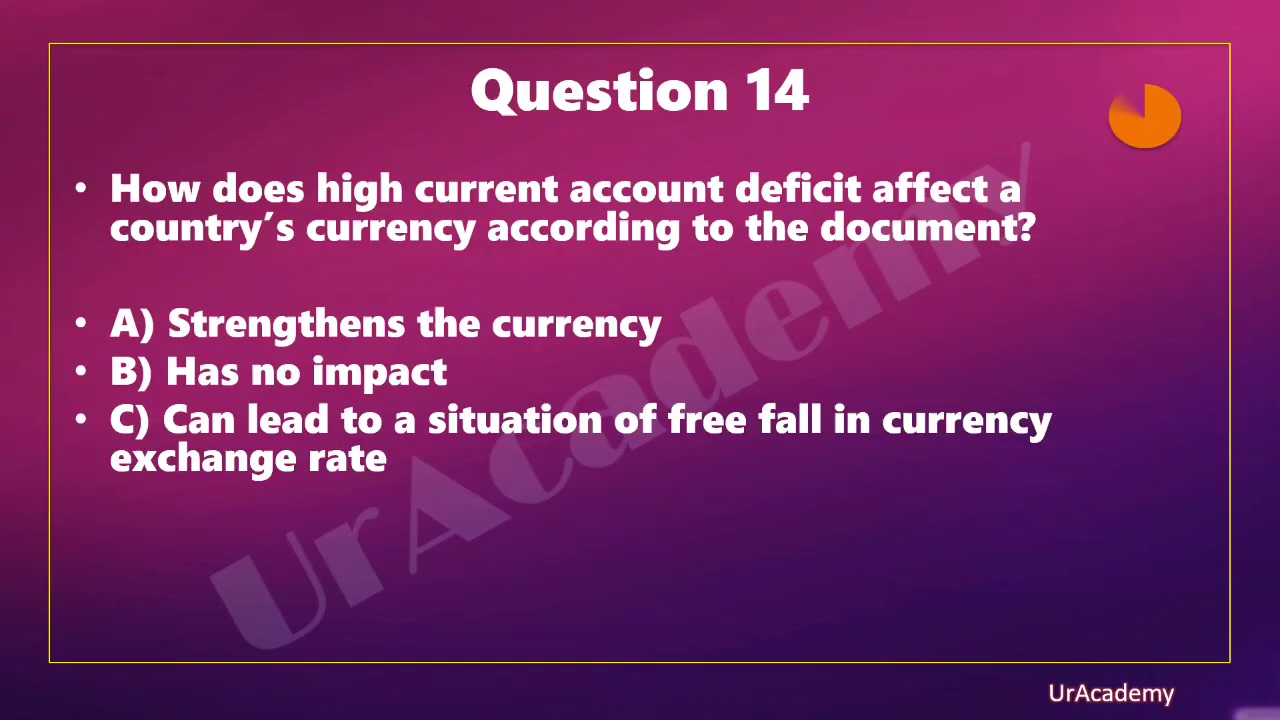 Question 14
• How does high current account deficit affect a
country’s currency according to the document?
• A) Strengthens the currency
• B) Has no impact
• C) Can lead to a situation of free fall in currency
exchange rate
UrAcademy
UrAcademy